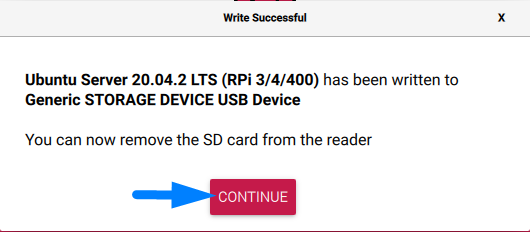 Write Successful
X
Ubuntu Server 20.04.2 LTS (RPi 3/4/400) has been written to
Generic STORAGE DEVICE USB Device
You can now remove the SD card from the reader
CONTINUE